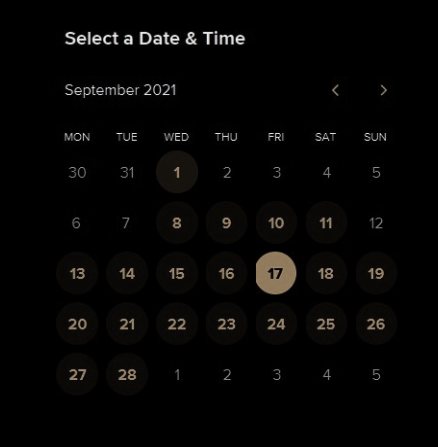 Select a Date & Time
September 2021
MON TUE WED THU FRI SAT SUN
30 31 1 2 3 4 5
6 7 8 9 10 11 12
13 14 15 16 17 18 19
20 21 22 23 24 25 26
27 28 1 2 3 4 5